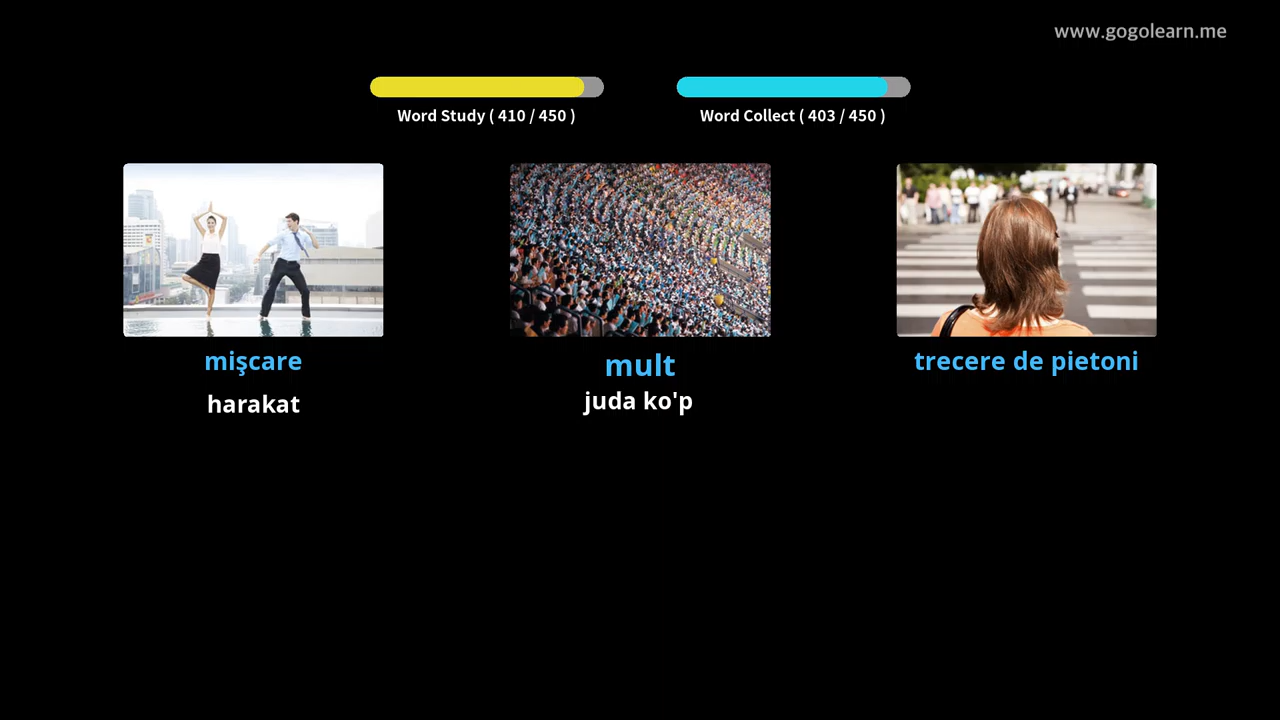 www.gogolearn.me
Word Study ( 410 / 450 )
Word Collect ( 403 / 450 )
mişcare
mult
trecere de pietoni
harakat
juda ko'p